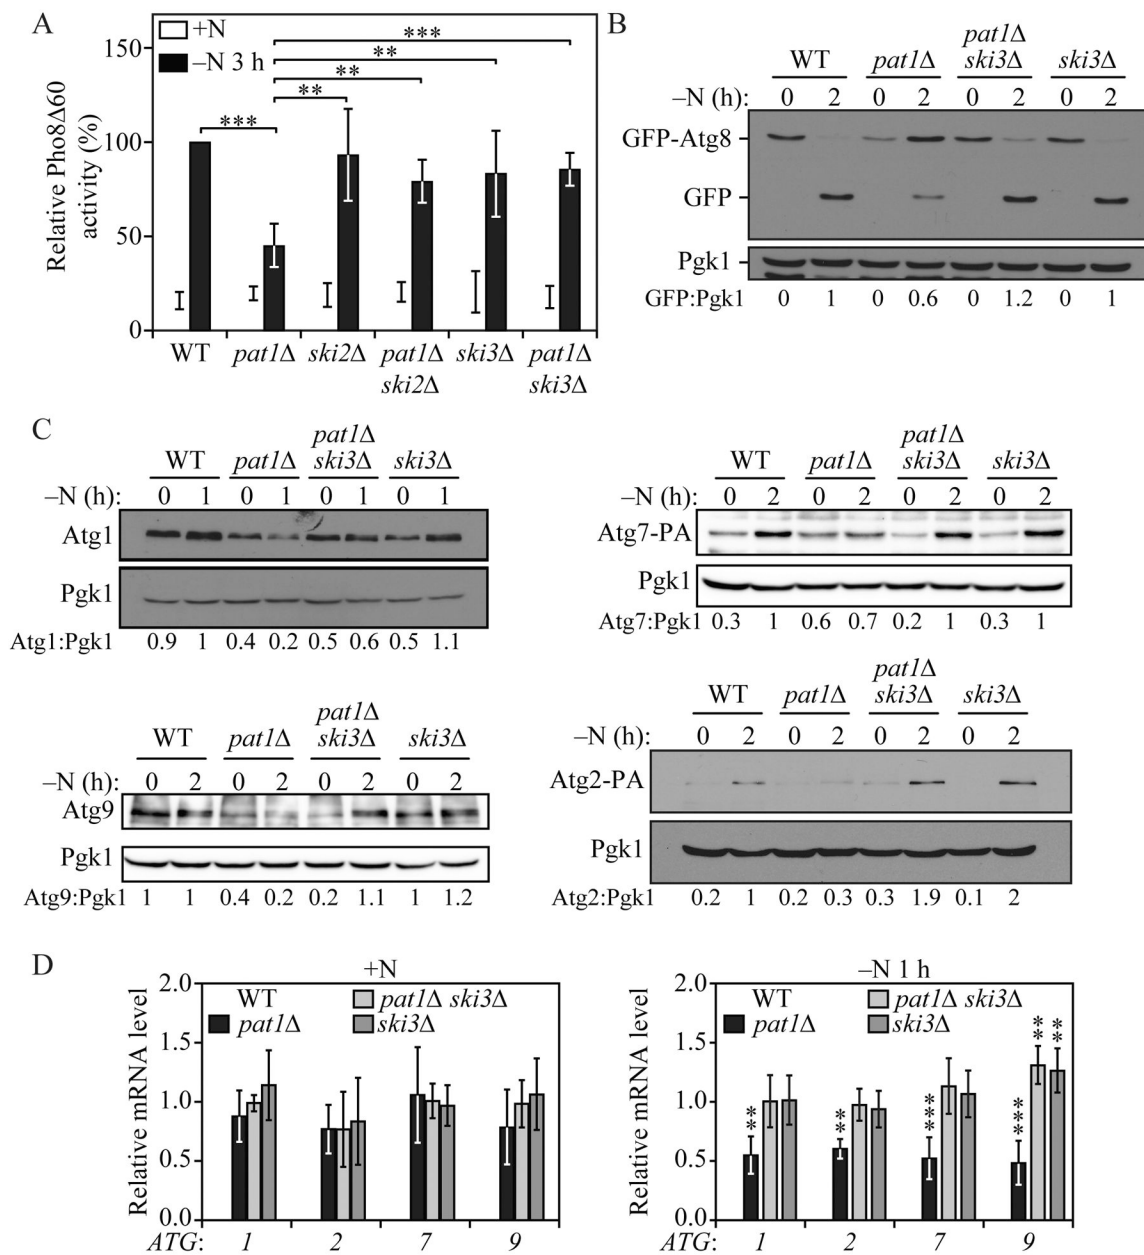 A
Relative Pho8Δ60
activity (%)
150
100
50
0
+N
–N 3 h
***
**
**
**
***
WT
pat1Δ
ski2Δ
pat1Δ
ski2Δ
ski3Δ
pat1Δ
ski3Δ
B
WT
pat1Δ
pat1Δ
ski3Δ
ski3Δ
–N (h): 0 2 0 2 0 2 0 2
GFP-Atg8
GFP
Pgk1
GFP:Pgk1 0 1 0 0.6 0 1.2 0 1
C
WT
pat1Δ
pat1Δ
ski3Δ
ski3Δ
–N (h): 0 1 0 1 0 1 0 1
Atg1
Pgk1
Atg1:Pgk1 0.9 1 0.4 0.2 0.5 0.6 0.5 1.1
WT
pat1Δ
pat1Δ
ski3Δ
ski3Δ
–N (h): 0 2 0 2 0 2 0 2
Atg7-PA
Pgk1
Atg7:Pgk1 0.3 1 0.6 0.7 0.2 1 0.3 1
WT
pat1Δ
pat1Δ
ski3Δ
ski3Δ
–N (h): 0 2 0 2 0 2 0 2
Atg9
Pgk1
Atg9:Pgk1 1 1 0.4 0.2 0.2 1.1 1 1.2
WT
pat1Δ
pat1Δ
ski3Δ
ski3Δ
–N (h): 0 2 0 2 0 2 0 2
Atg2-PA
Pgk1
Atg2:Pgk1 0.2 1 0.2 0.3 0.3 1.9 0.1 2
D
+N
Relative mRNA level
2.0
1.5
1.0
0.5
0.0
WT
pat1Δ
pat1Δ ski3Δ
ski3Δ
ATG: 1 2 7 9
–N 1 h
Relative mRNA level
2.0
1.5
1.0
0.5
0.0
WT
pat1Δ
pat1Δ ski3Δ
ski3Δ
**
**
***
***
**
**
ATG: 1 2 7 9